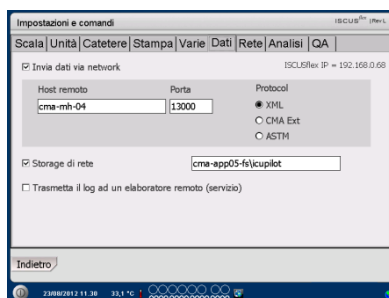 Impostazioni e comandi
ISCUSflex
Scala Unità Catetere Stampa Varie Dati Rete Analisi QA
Invia dati via network
ISCUSflex IP = 192.168.0.68
Host remoto Porta Protocol
cma-mh-04 13000 XML
CMA Ext
ASTM
Storage di rete cma-app05-fs\icupilot
Trasmetta il log ad un elaboratore remoto (servizio)
Indietro
23/08/2012 11.30 33,1 °C